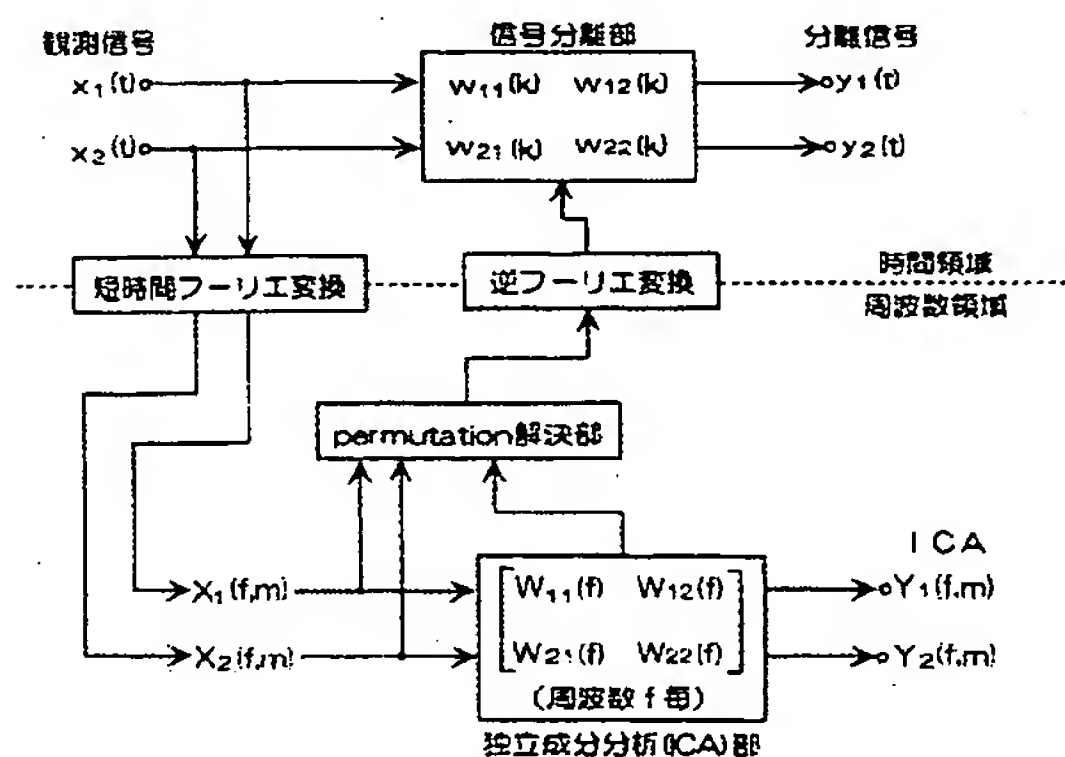 観測信号
信号分離部
分離信号
x1(t)
w11(k) w12(k)
y1(t)
x2(t)
w21(k) w22(k)
y2(t)
短時間フーリエ変換
逆フーリエ変換
時間領域
周波数領域
permutation解決部
ICA
X1(f,m)
W11(f) W12(f)
Y1(f,m)
X2(f,m)
W21(f) W22(f)
Y2(f,m)
(周波数f毎)
独立成分分析(ICA)部